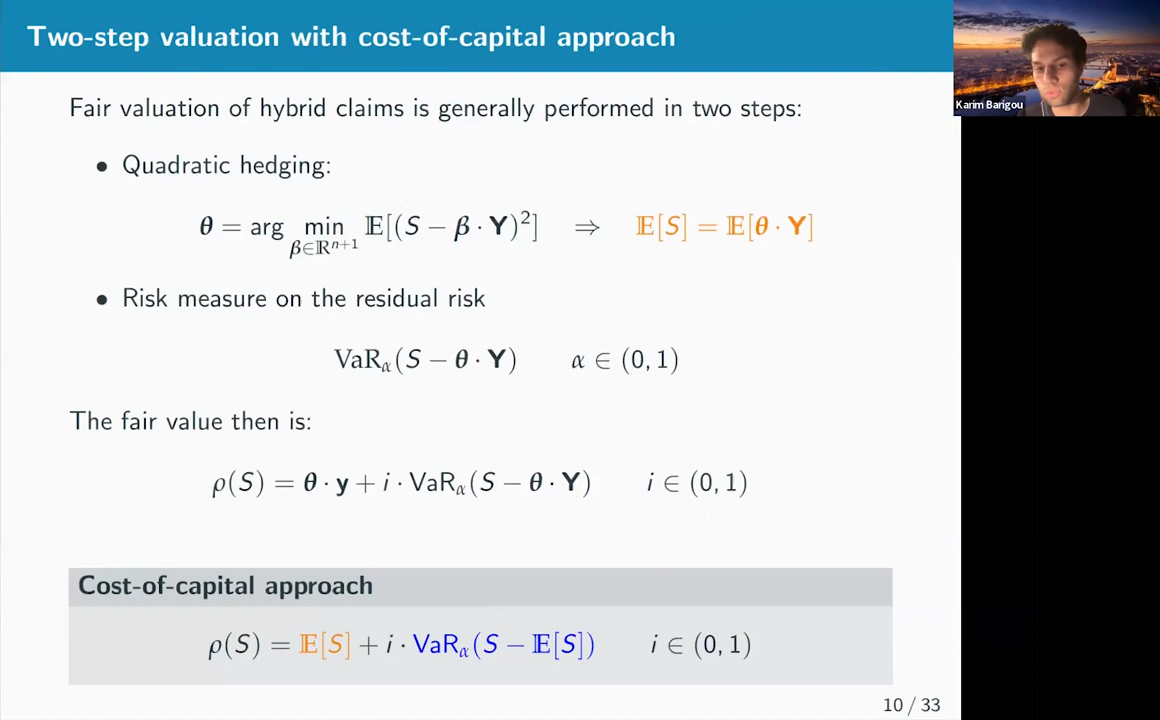 Two-step valuation with cost-of-capital approach
Karim Barigou
Fair valuation of hybrid claims is generally performed in two steps:
• Quadratic hedging:
θ = arg min_{β∈ℝ^{n+1}} 𝔼[(S − β · Y)²] ⇒ 𝔼[S] = 𝔼[θ · Y]
• Risk measure on the residual risk
VaR_α(S − θ · Y) α ∈ (0, 1)
The fair value then is:
ρ(S) = θ · y + i · VaR_α(S − θ · Y) i ∈ (0, 1)
Cost-of-capital approach
ρ(S) = 𝔼[S] + i · VaR_α(S − 𝔼[S]) i ∈ (0, 1)
10 / 33